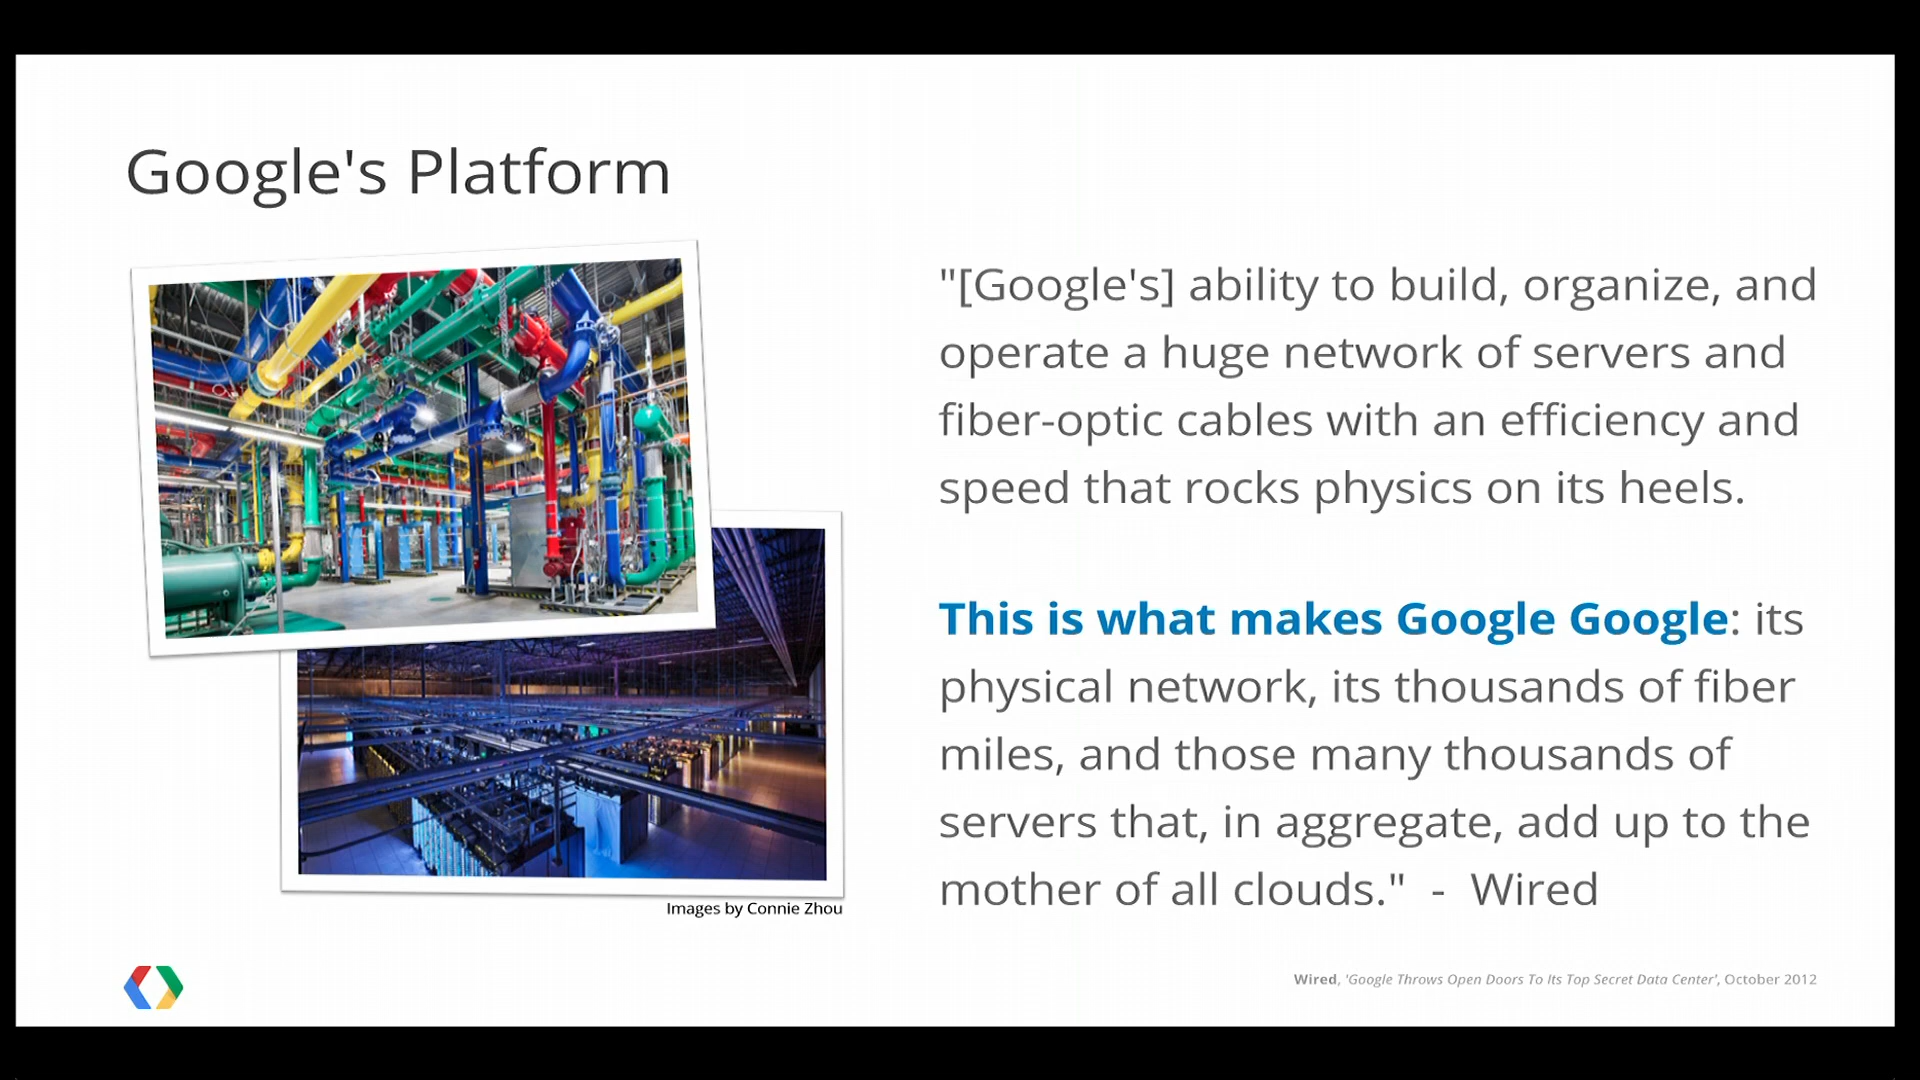 Google's Platform
"[Google's] ability to build, organize, and
operate a huge network of servers and
fiber-optic cables with an efficiency and
speed that rocks physics on its heels.
This is what makes Google Google: its
physical network, its thousands of fiber
miles, and those many thousands of
servers that, in aggregate, add up to the
mother of all clouds." - Wired
Images by Connie Zhou
Wired, 'Google Throws Open Doors To Its Top Secret Data Center', October 2012